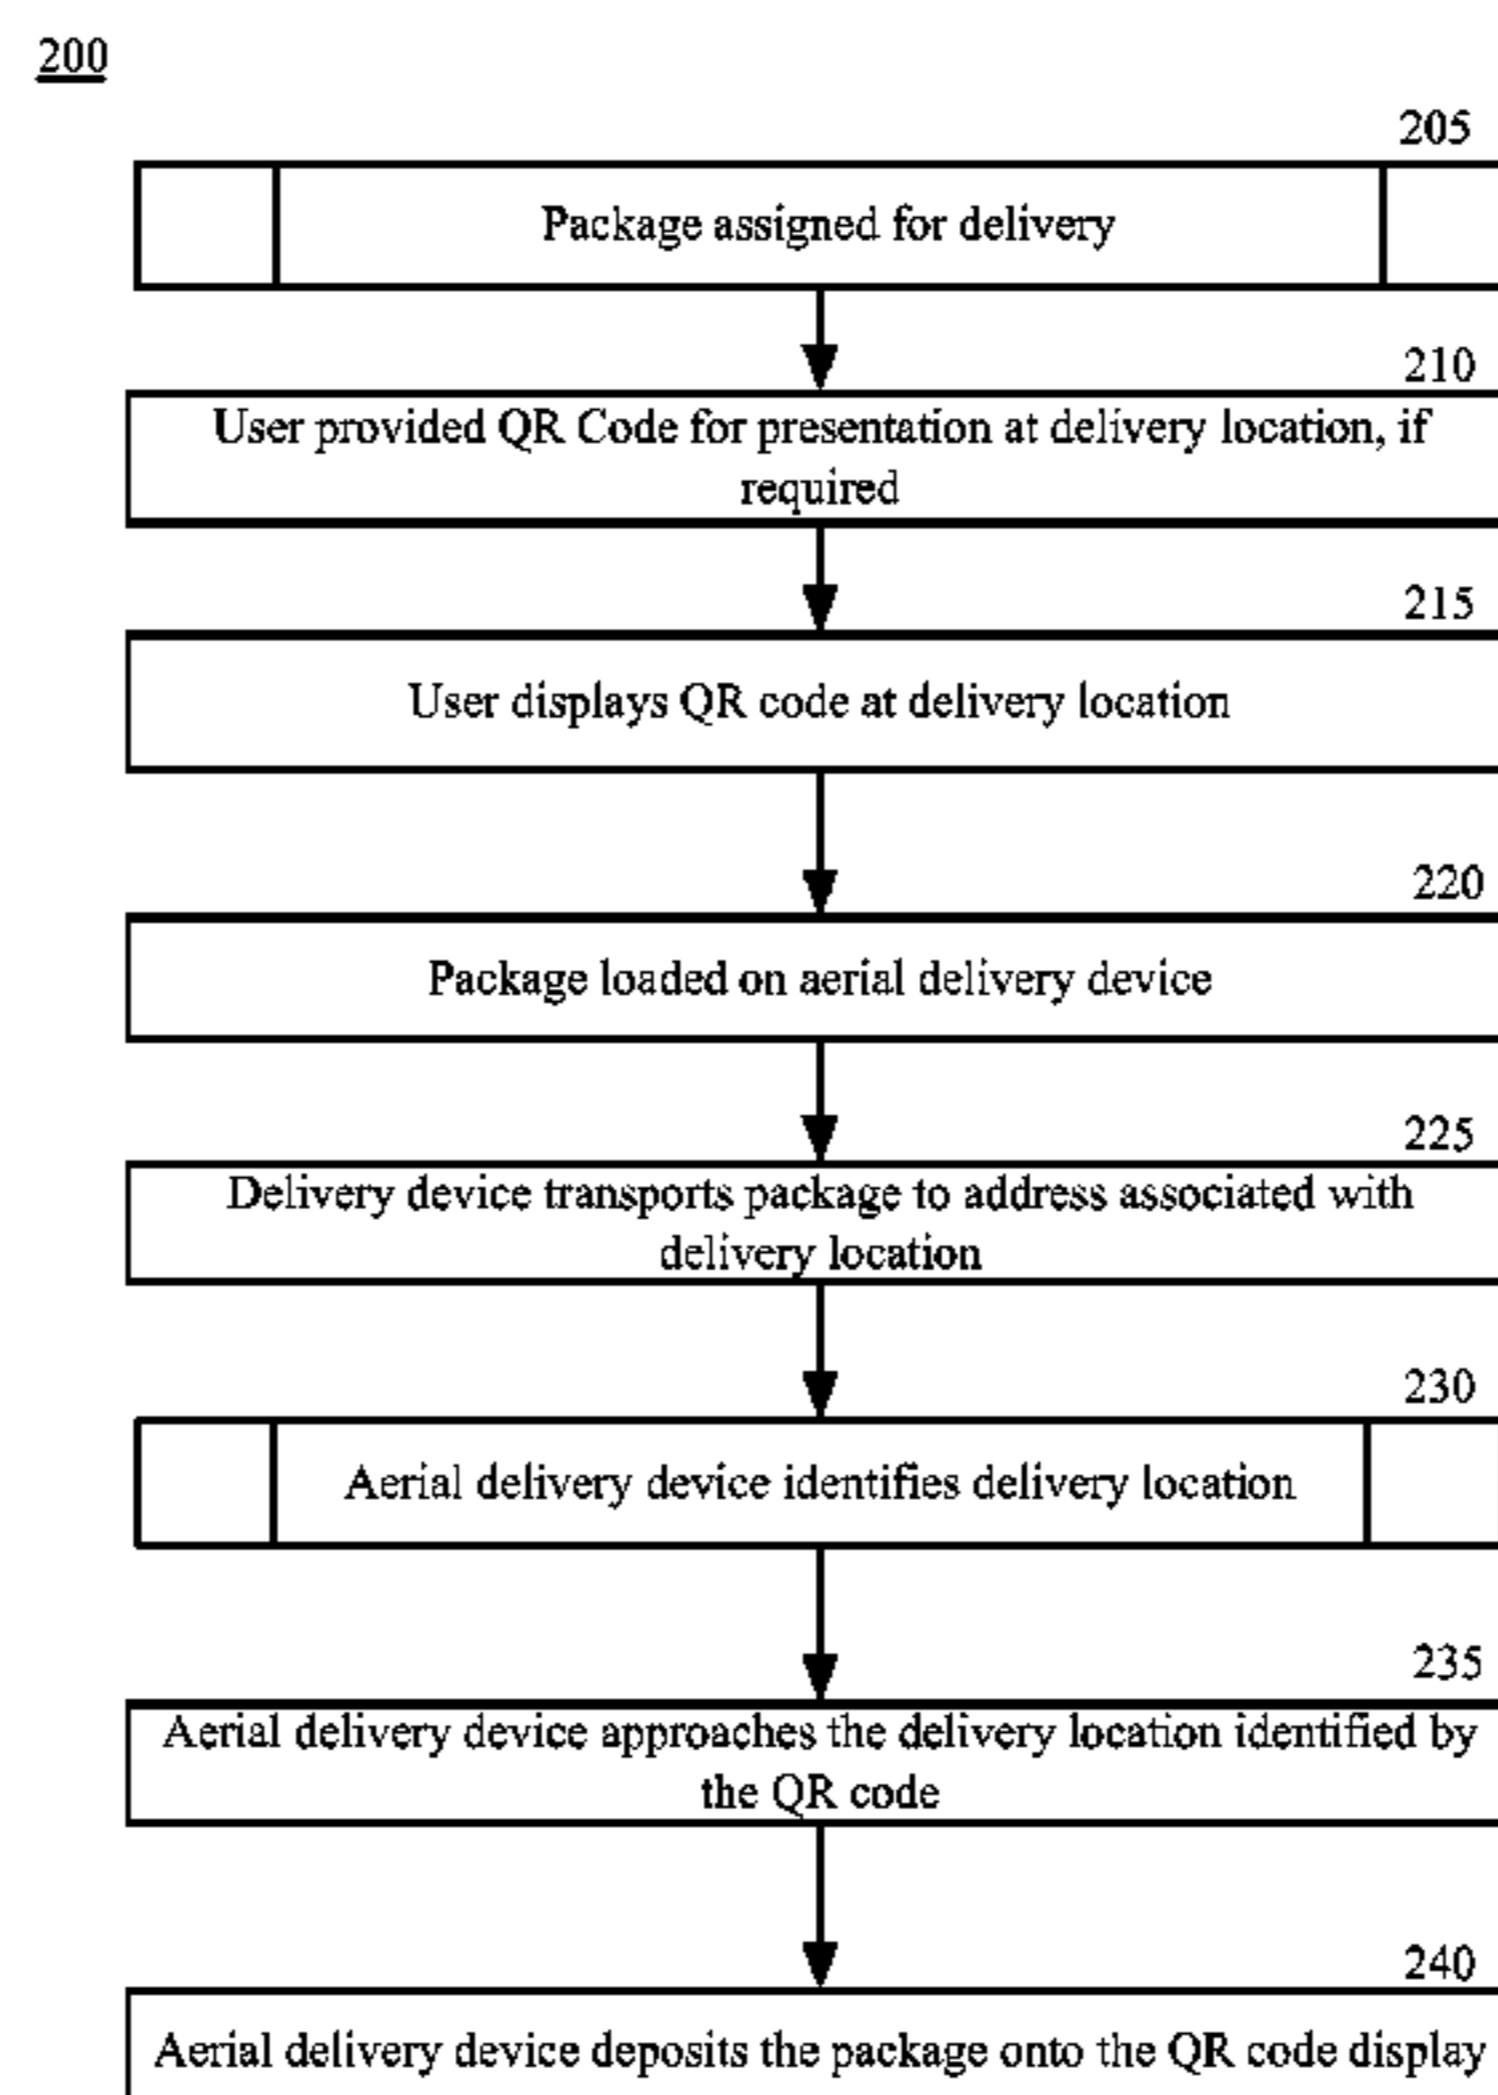 200
205
Package assigned for delivery
210
User provided QR Code for presentation at delivery location, if
required
215
User displays QR code at delivery location
220
Package loaded on aerial delivery device
225
Delivery device transports package to address associated with
delivery location
230
Aerial delivery device identifies delivery location
235
Aerial delivery device approaches the delivery location identified by
the QR code
240
Aerial delivery device deposits the package onto the QR code display